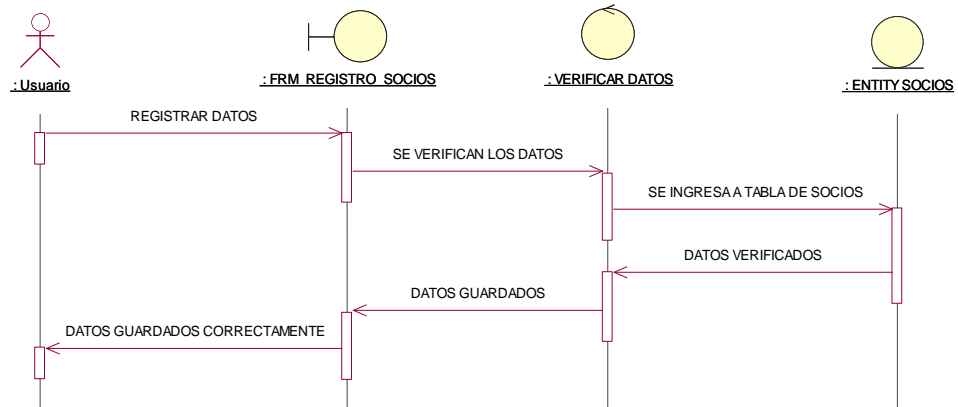 : Usuario
: FRM_REGISTRO_SOCIOS
: VERIFICAR DATOS
: ENTITY SOCIOS
REGISTRAR DATOS
SE VERIFICAN LOS DATOS
SE INGRESA A TABLA DE SOCIOS
DATOS VERIFICADOS
DATOS GUARDADOS
DATOS GUARDADOS CORRECTAMENTE